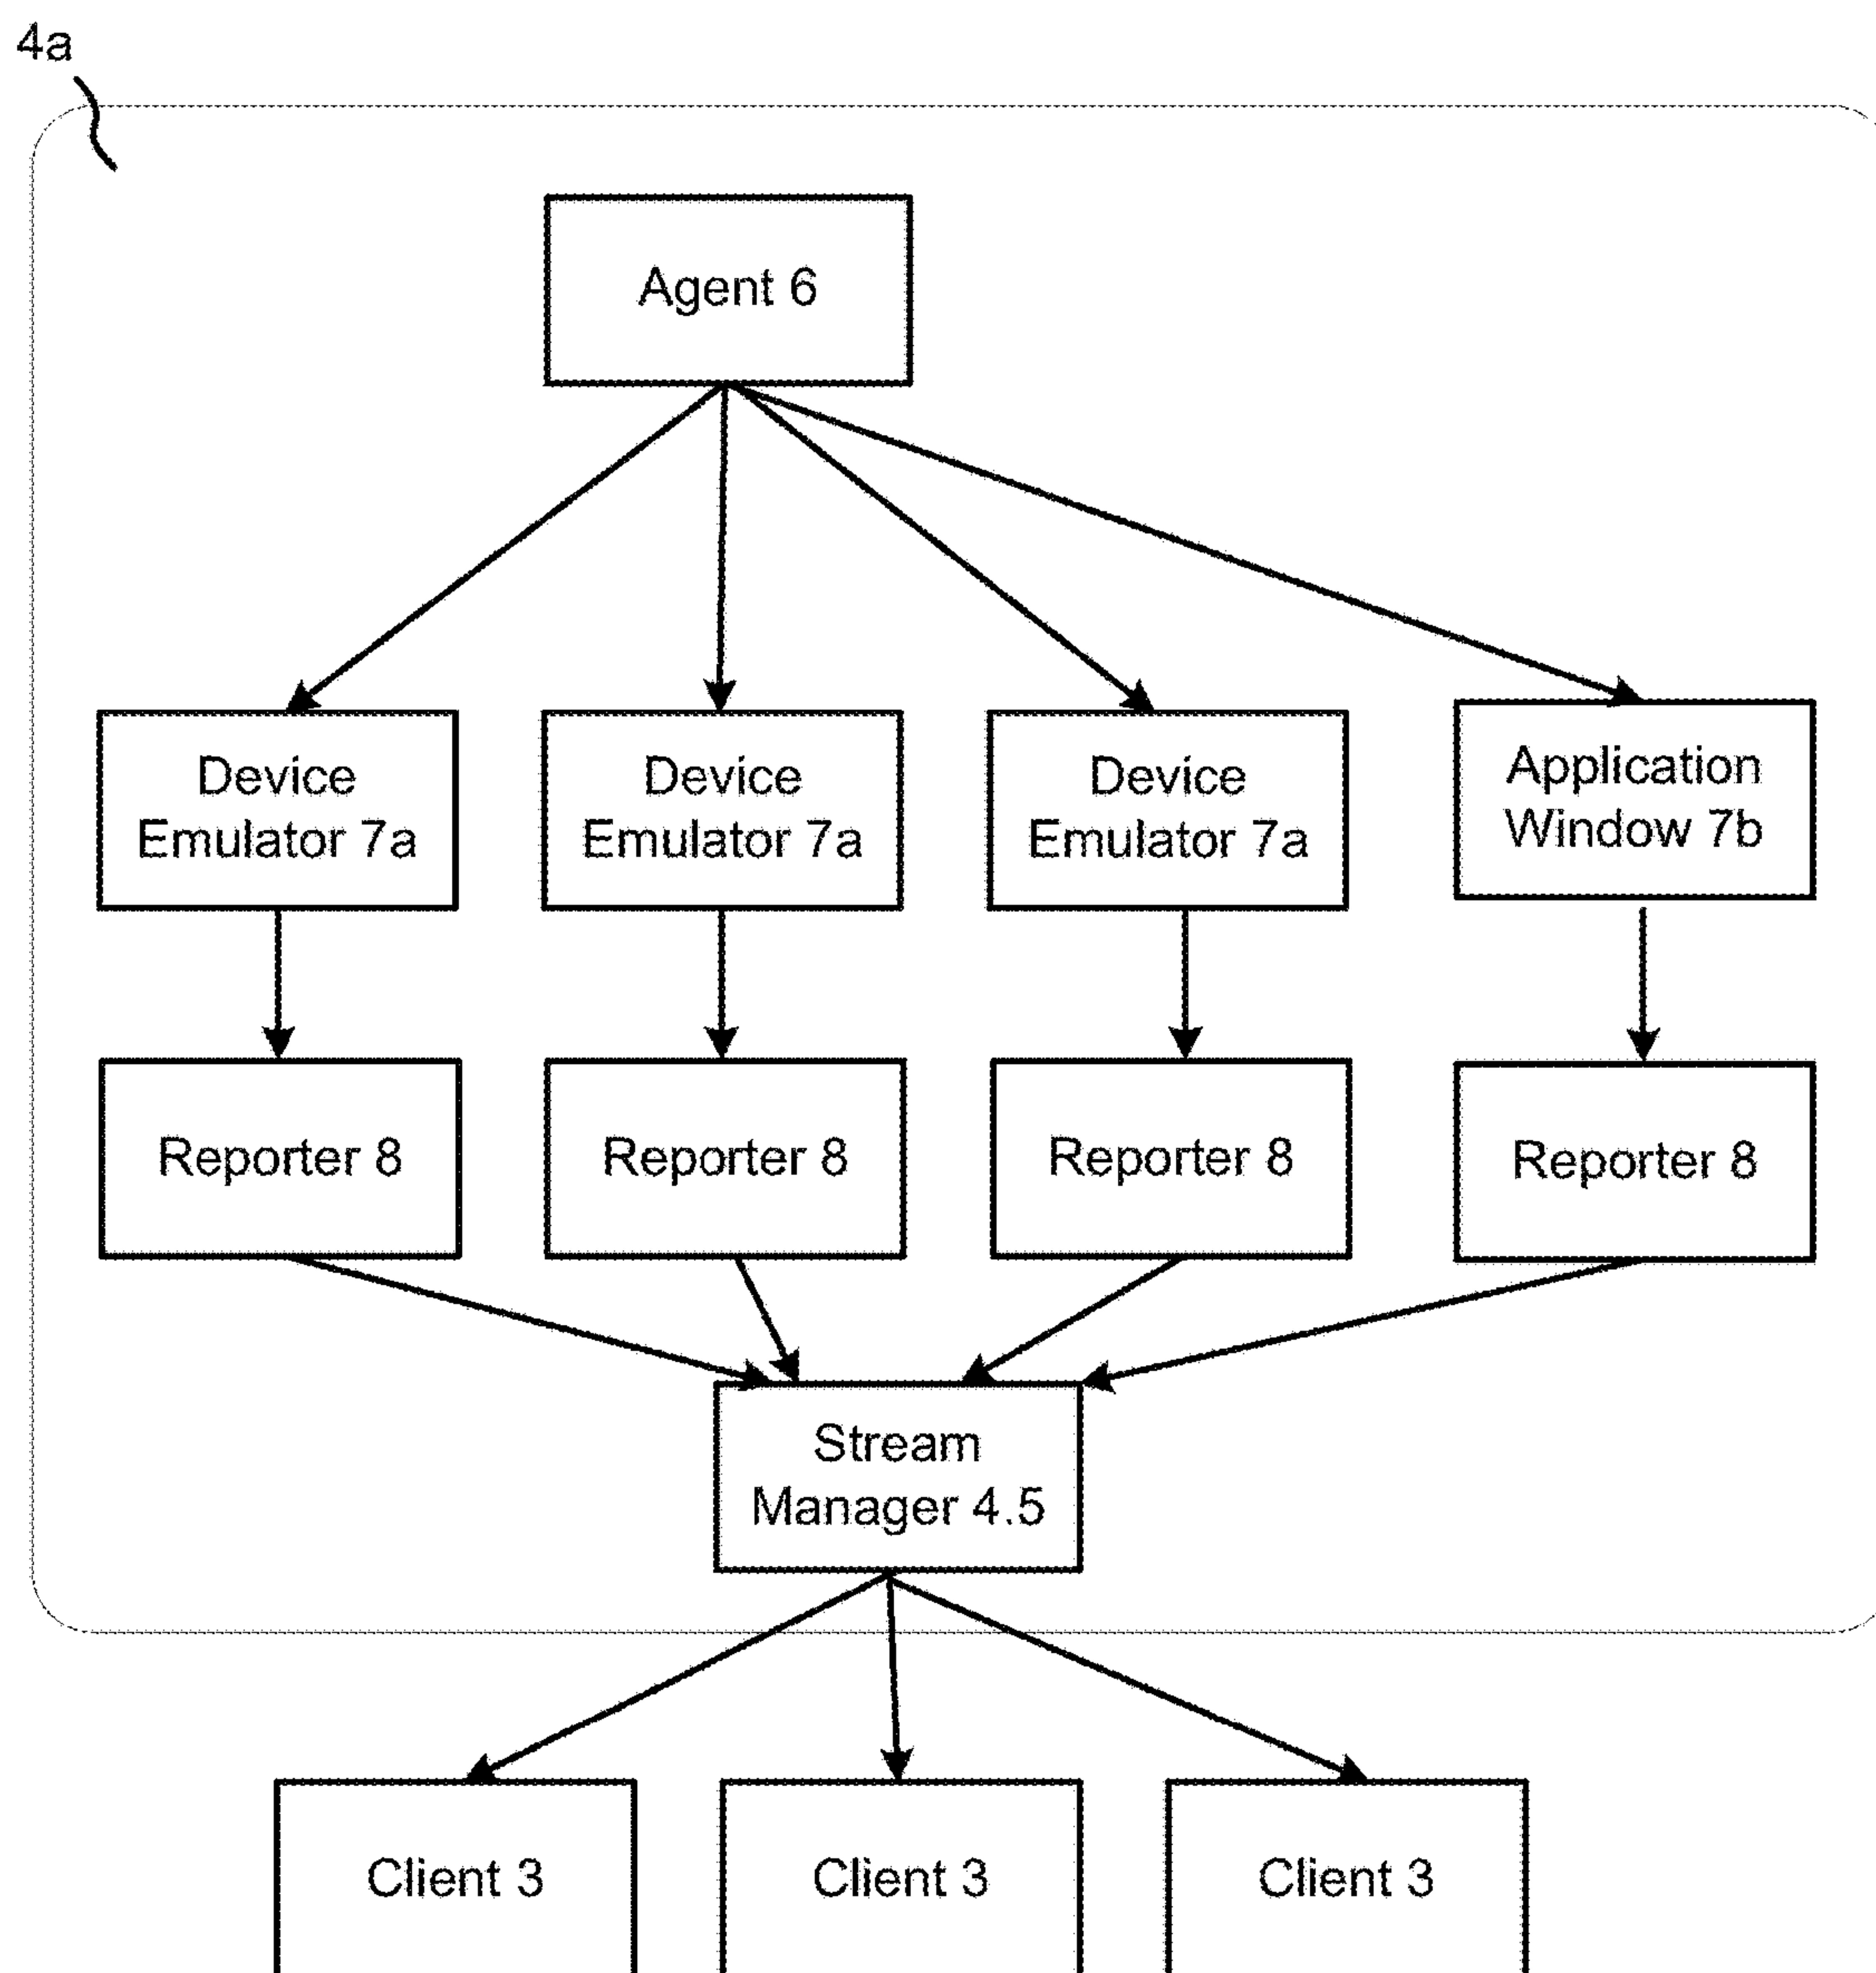 4a
Agent 6
Device
Emulator 7a
Device
Emulator 7a
Device
Emulator 7a
Application
Window 7b
Reporter 8
Reporter 8
Reporter 8
Reporter 8
Stream
Manager 4.5
Client 3
Client 3
Client 3